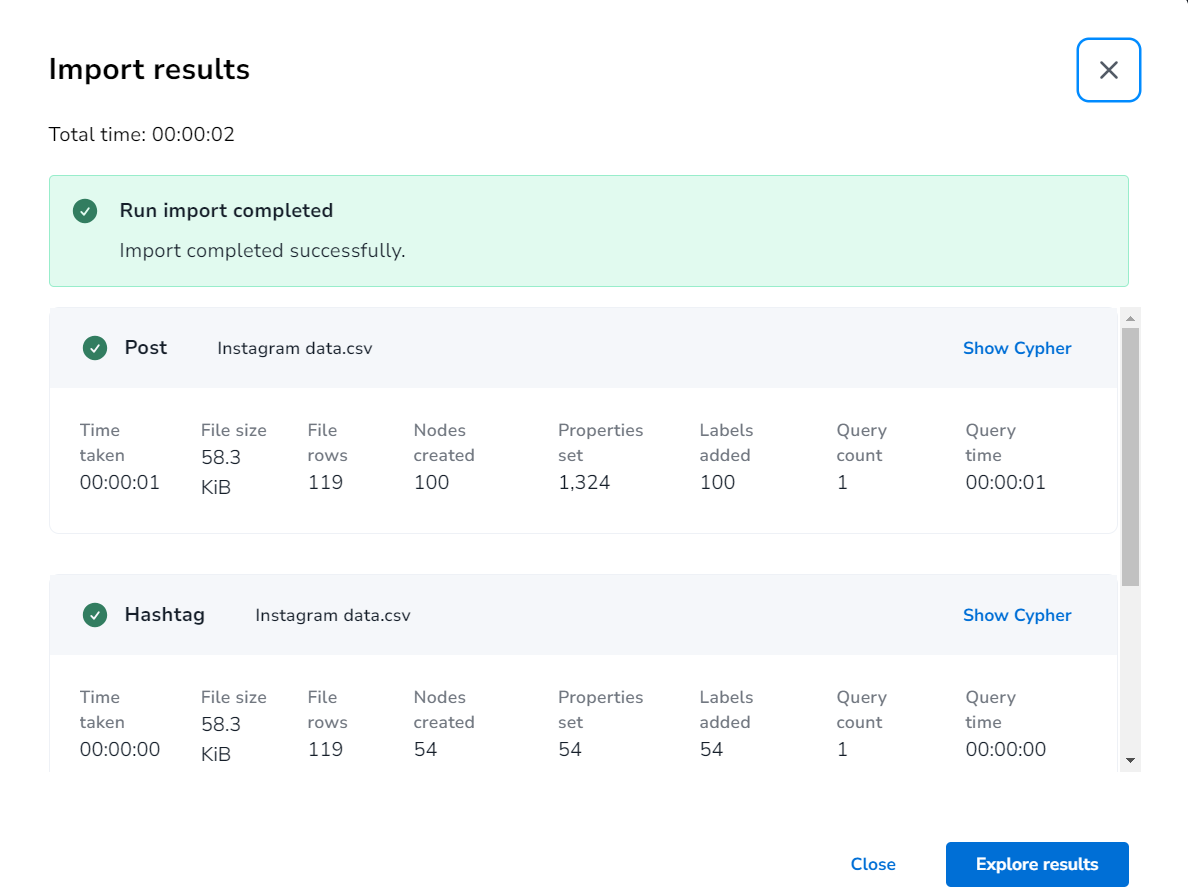 Import results
Total time: 00:00:02
Run import completed
Import completed successfully.
Post Instagram data.csv Show Cypher
Time taken File size File rows Nodes created Properties set Labels added Query count Query time
00:00:01 58.3 KiB 119 100 1,324 100 1 00:00:01
Hashtag Instagram data.csv Show Cypher
Time taken File size File rows Nodes created Properties set Labels added Query count Query time
00:00:00 58.3 KiB 119 54 54 54 1 00:00:00
Close Explore results